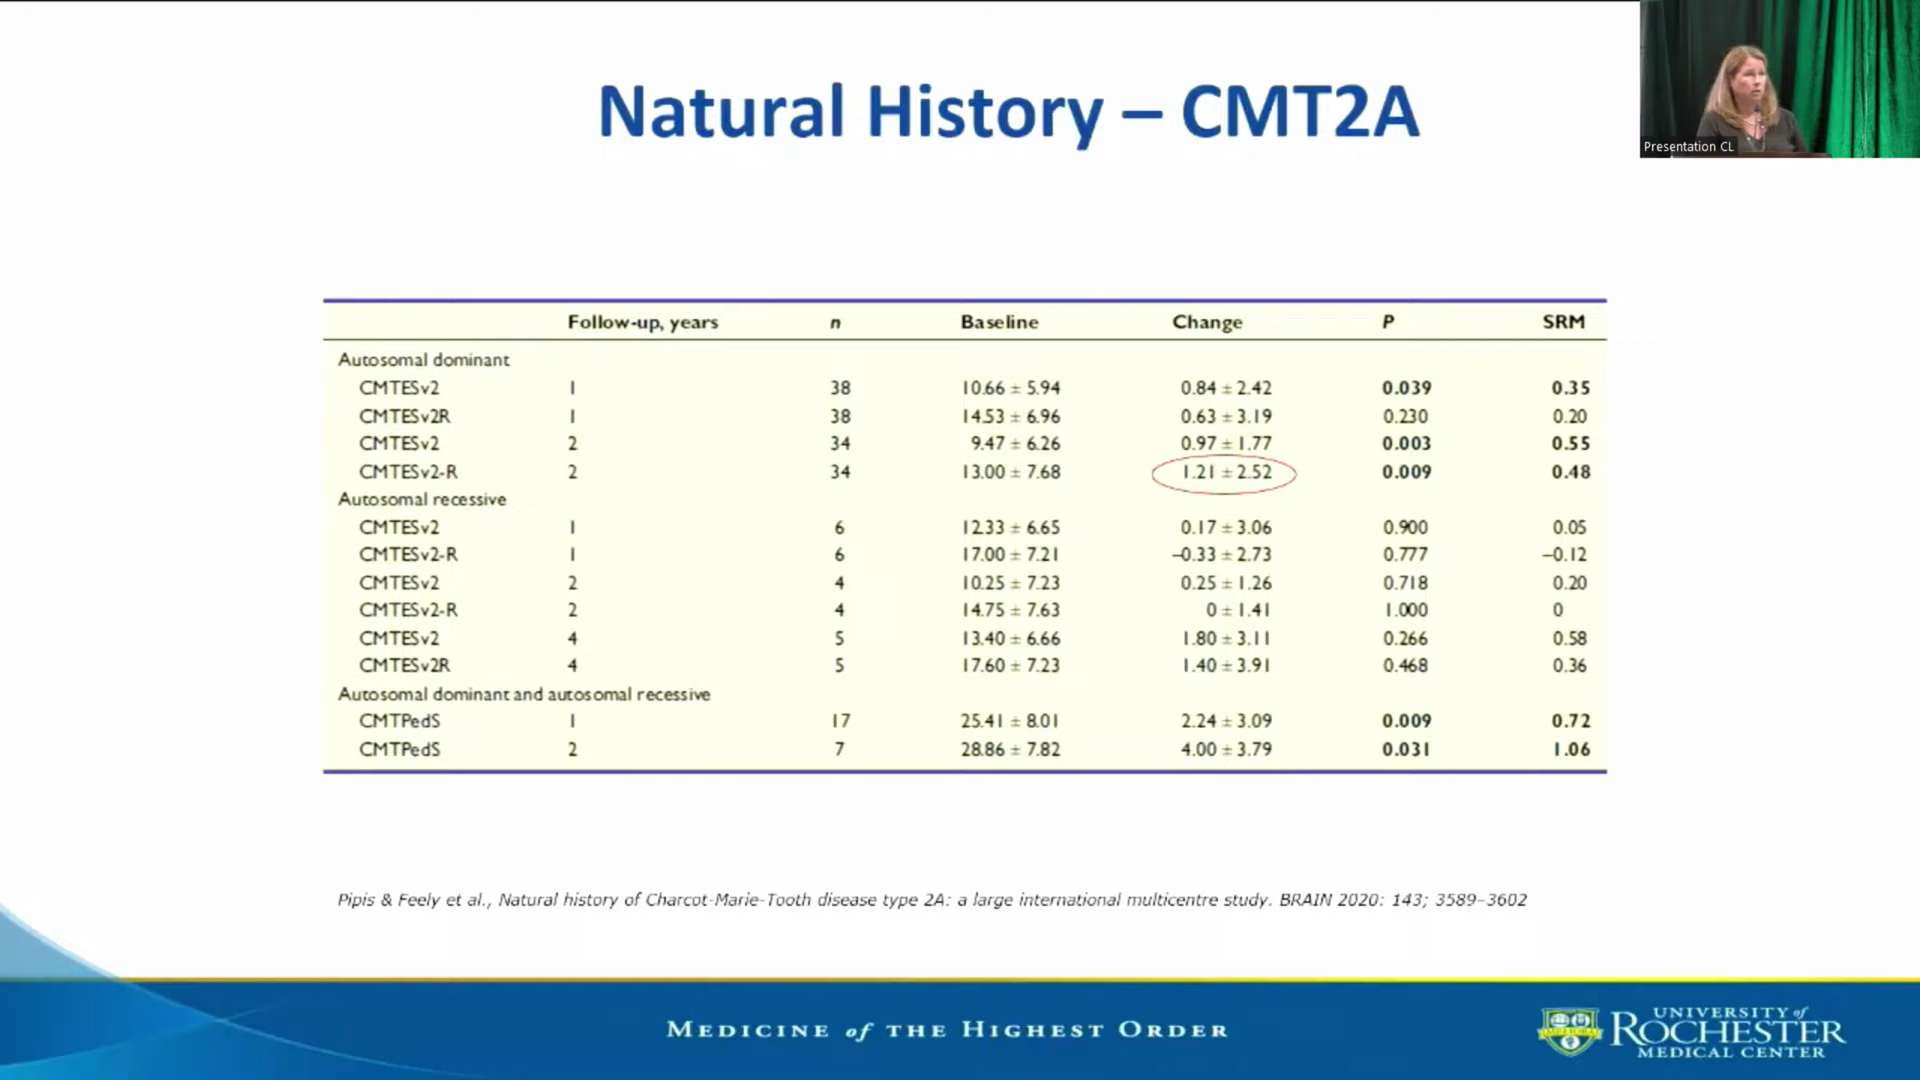 Natural History – CMT2A
Presentation CL
Follow-up, years n Baseline Change P SRM
Autosomal dominant
CMTESv2 1 38 10.66 ± 5.94 0.84 ± 2.42 0.039 0.35
CMTESv2R 1 38 14.53 ± 6.96 0.63 ± 3.19 0.230 0.20
CMTESv2 2 34 9.47 ± 6.26 0.97 ± 1.77 0.003 0.55
CMTESv2-R 2 34 13.00 ± 7.68 1.21 ± 2.52 0.009 0.48
Autosomal recessive
CMTESv2 1 6 12.33 ± 6.65 0.17 ± 3.06 0.900 0.05
CMTESv2-R 1 6 17.00 ± 7.21 –0.33 ± 2.73 0.777 –0.12
CMTESv2 2 4 10.25 ± 7.23 0.25 ± 1.26 0.718 0.20
CMTESv2-R 2 4 14.75 ± 7.63 0 ± 1.41 1.000 0
CMTESv2 4 5 13.40 ± 6.66 1.80 ± 3.11 0.266 0.58
CMTESv2R 4 5 17.60 ± 7.23 1.40 ± 3.91 0.468 0.36
Autosomal dominant and autosomal recessive
CMTPedS 1 17 25.41 ± 8.01 2.24 ± 3.09 0.009 0.72
CMTPedS 2 7 28.86 ± 7.82 4.00 ± 3.79 0.031 1.06
Pipis & Feely et al., Natural history of Charcot-Marie-Tooth disease type 2A: a large international multicentre study. BRAIN 2020: 143; 3589–3602
MEDICINE of THE HIGHEST ORDER
UNIVERSITY of
ROCHESTER
MEDICAL CENTER